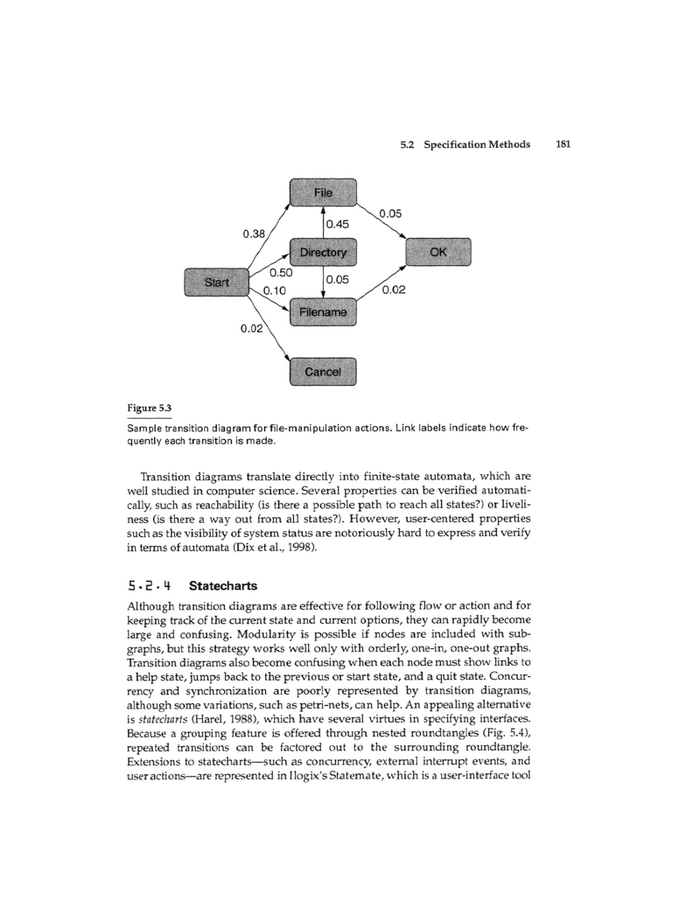 5.2 Specification Methods 181
File
0.05
0.38
0.45
Directory
OK
0.50
Start
0.05
0.10
0.02
Filename
0.02
Cancel
Figure 5.3
Sample transition diagram for file-manipulation actions. Link labels indicate how fre-
quently each transition is made.
Transition diagrams translate directly into finite-state automata, which are
well studied in computer science. Several properties can be verified automati-
cally, such as reachability (is there a possible path to reach all states?) or liveli-
ness (is there a way out from all states?). However, user-centered properties
such as the visibility of system status are notoriously hard to express and verify
in terms of automata (Dix et al., 1998).
5.2.4 Statecharts
Although transition diagrams are effective for following flow or action and for
keeping track of the current state and current options, they can rapidly become
large and confusing. Modularity is possible if nodes are included with sub-
graphs, but this strategy works well only with orderly, one-in, one-out graphs.
Transition diagrams also become confusing when each node must show links to
a help state, jumps back to the previous or start state, and a quit state. Concur-
rency and synchronization are poorly represented by transition diagrams,
although some variations, such as petri-nets, can help. An appealing alternative
is statecharts (Harel, 1988), which have several virtues in specifying interfaces.
Because a grouping feature is offered through nested roundtangles (Fig. 5.4),
repeated transitions can be factored out to the surrounding roundtangle.
Extensions to statecharts—such as concurrency, external interrupt events, and
user actions—are represented in Ilogix's Statemate, which is a user-interface tool